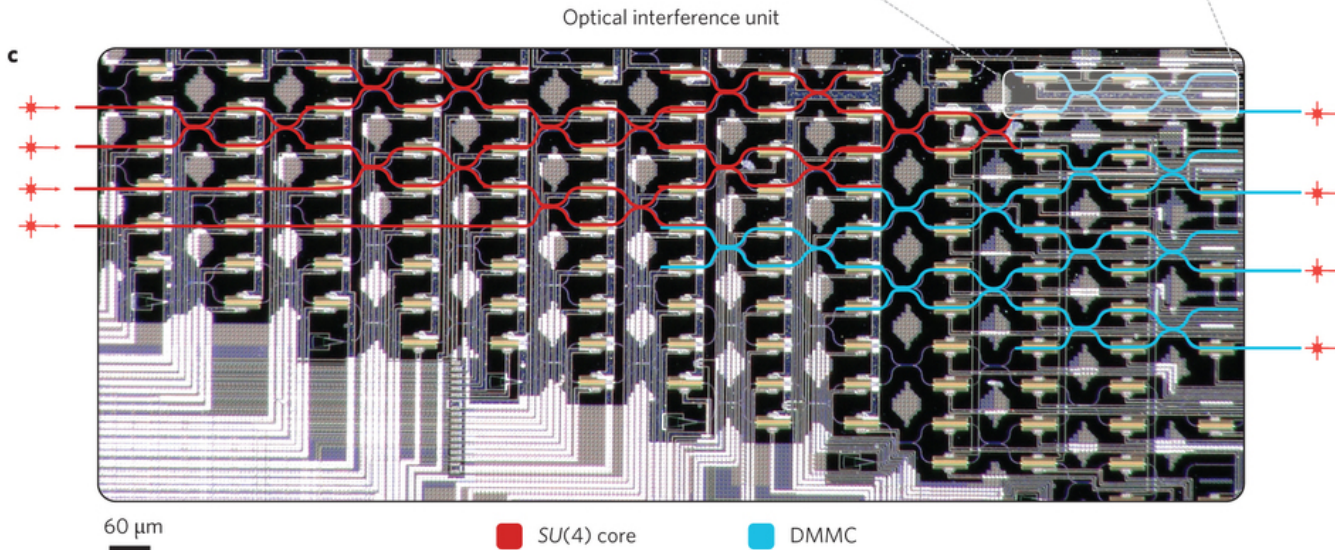 Optical interference unit
c
60 μm
SU(4) core
DMMC